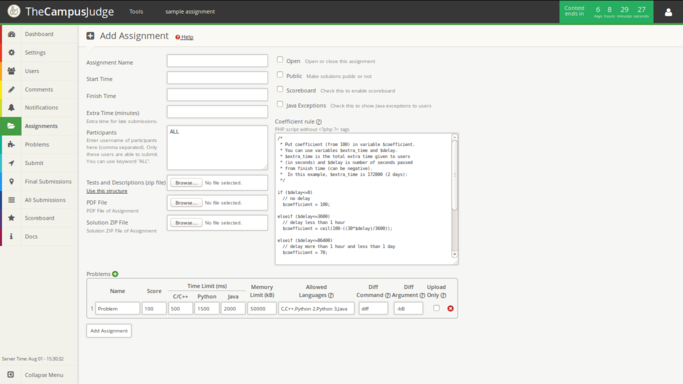 TheCampusJudge
Tools
sample assignment
Contest ends in
6 8 29 27
days hours minutes seconds
Dashboard
Settings
Users
Comments
Notifications
Assignments
Problems
Submit
Final Submissions
All Submissions
Scoreboard
Docs
Server Time: Aug 01 - 15:30:32
Collapse Menu
Add Assignment
Help
Assignment Name
Start Time
Finish Time
Extra Time (minutes)
Extra time for late submissions.
Participants
Enter username of participants here (comma separated). Only these users are able to submit. You can use keyword "ALL".
ALL
Tests and Descriptions (zip file)
Use this structure
Browse... No file selected.
PDF File
PDF File of Assignment
Browse... No file selected.
Solution ZIP File
Solution ZIP File of Assignment
Browse... No file selected.
Open Open or close this assignment
Public Make solutions public or not.
Scoreboard Check this to enable scoreboard
Java Exceptions Check this to show Java exceptions to users
Coefficient rule (?)
PHP script without <?php ?> tags
/*
* Put coefficient (from 100) in variable $coefficient.
* You can use variables $extra_time and $delay.
* $extra_time is the total extra time given to users
* (in seconds) and $delay is number of seconds passed
* from finish time (can be negative).
* In this example, $extra_time is 172800 (2 days):
*/
if ($delay<=0)
// no delay
$coefficient = 100;
elseif ($delay<=3600)
// delay less than 1 hour
$coefficient = ceil(100-((30*$delay)/3600));
elseif ($delay<=86400)
// delay more than 1 hour and less than 1 day
$coefficient = 70;
Problems
Name
Score
Time Limit (ms)
C/C++ Python Java
Memory Limit (kB)
Allowed Languages (?)
Diff Command (?)
Diff Argument (?)
Upload Only (?)
1 Problem 100 500 1500 2000 50000 C,C++,Python 2,Python 3,Java diff -bB
Add Assignment